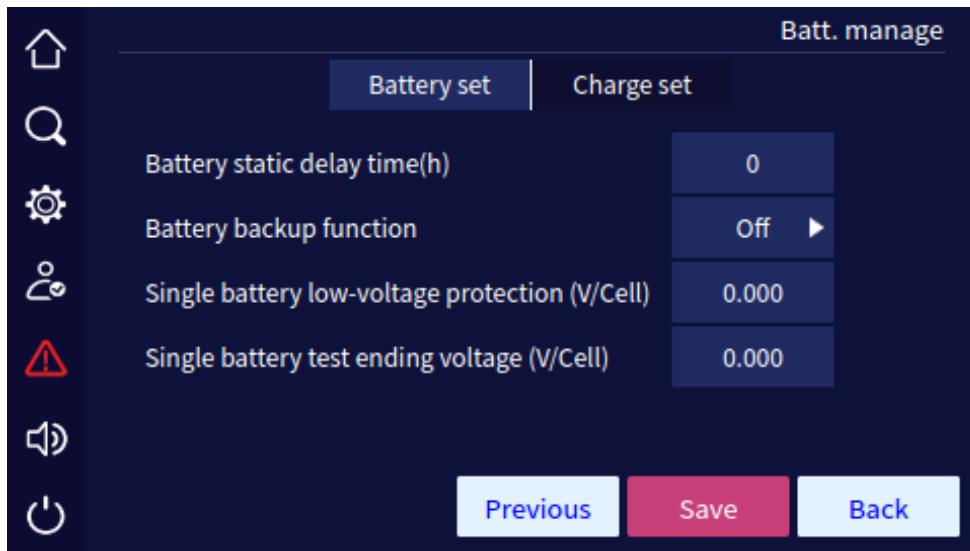 Batt. manage
Battery set Charge set
Battery static delay time(h) 0
Battery backup function Off
Single battery low-voltage protection (V/Cell) 0.000
Single battery test ending voltage (V/Cell) 0.000
Previous Save Back